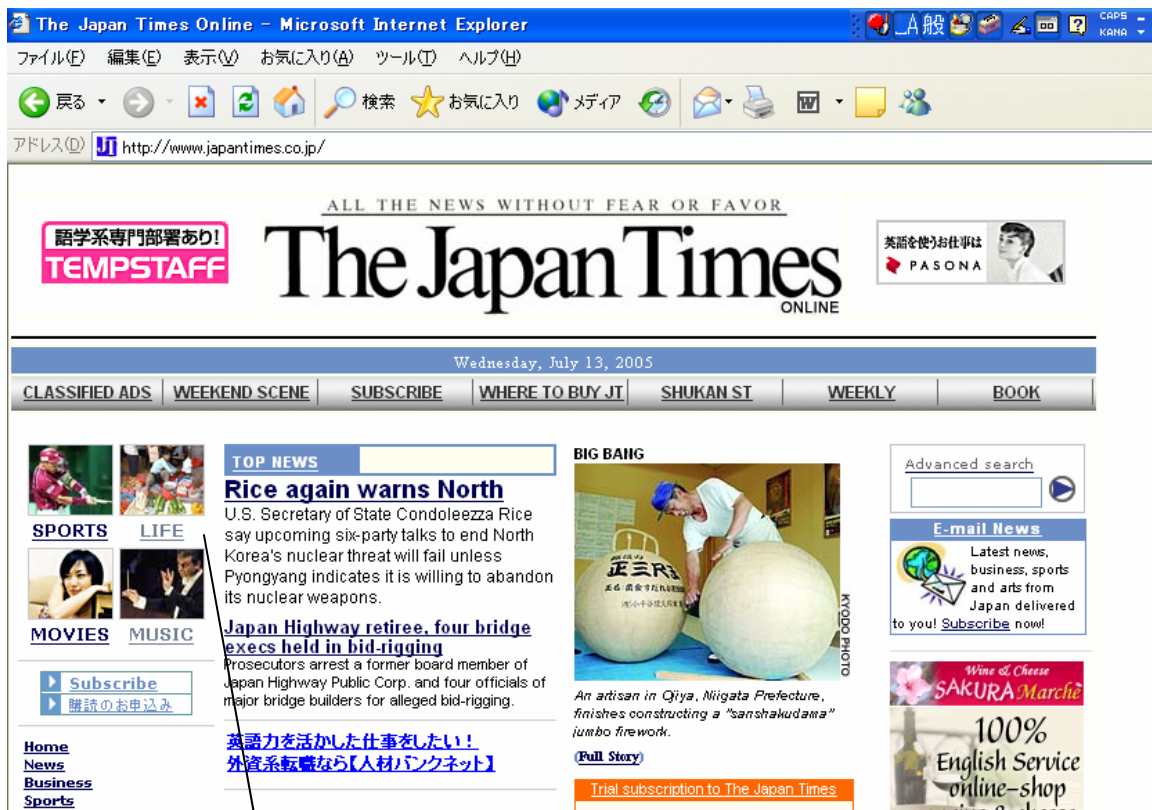 The Japan Times Online - Microsoft Internet Explorer
A 般
CAPS
KANA
ファイル(F) 編集(E) 表示(V) お気に入り(A) ツール(T) ヘルプ(H)
戻る 検索 お気に入り メディア
アドレス(D) http://www.japantimes.co.jp/
語学系専門部署あり!
TEMPSTAFF
ALL THE NEWS WITHOUT FEAR OR FAVOR
The Japan Times
ONLINE
英語を使うお仕事は
PASONA
Wednesday, July 13, 2005
CLASSIFIED ADS WEEKEND SCENE SUBSCRIBE WHERE TO BUY JT SHUKAN ST WEEKLY BOOK
SPORTS LIFE
MOVIES MUSIC
Subscribe
購読のお申込み
Home
News
Business
Sports
TOP NEWS
Rice again warns North
U.S. Secretary of State Condoleezza Rice
say upcoming six-party talks to end North
Korea's nuclear threat will fail unless
Pyongyang indicates it is willing to abandon
its nuclear weapons.
Japan Highway retiree, four bridge
execs held in bid-rigging
Prosecutors arrest a former board member of
Japan Highway Public Corp. and four officials of
major bridge builders for alleged bid-rigging.
英語力を活かした仕事をしたい!
外資系転職なら【人材バンクネット】
BIG BANG
正三尺玉
KYODO PHOTO
An artisan in Ojiya, Niigata Prefecture,
finishes constructing a "sanshakudama"
jumbo firework.
(Full Story)
Trial subscription to The Japan Times
Advanced search
E-mail News
Latest news,
business, sports
and arts from
Japan delivered
to you! Subscribe now!
Wine & Cheese
SAKURA Marché
100%
English Service
online-shop